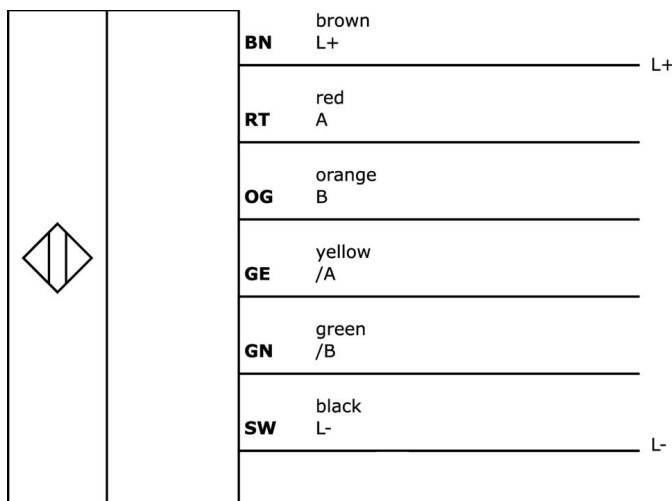 brown
BN L+
L+
red
RT A
orange
OG B
yellow
GE /A
green
GN /B
black
SW L-
L-